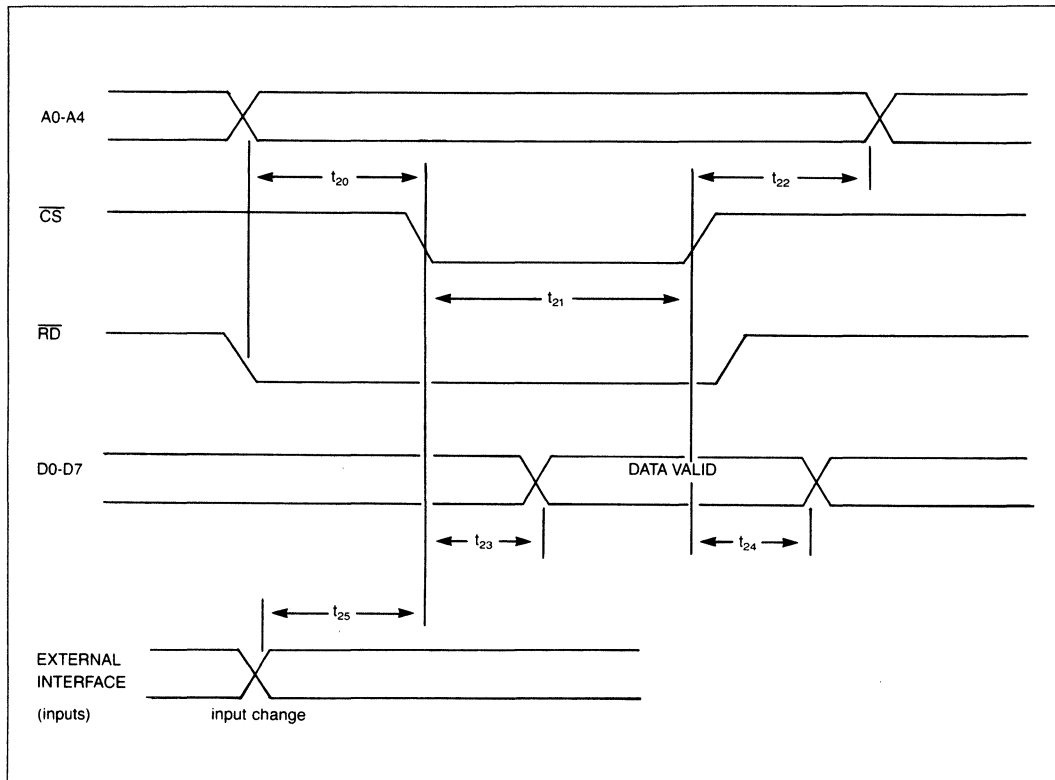 A0-A4
t20
t22
CS
t21
RD
D0-D7
DATA VALID
t23
t24
t25
EXTERNAL
INTERFACE
(inputs)
input change